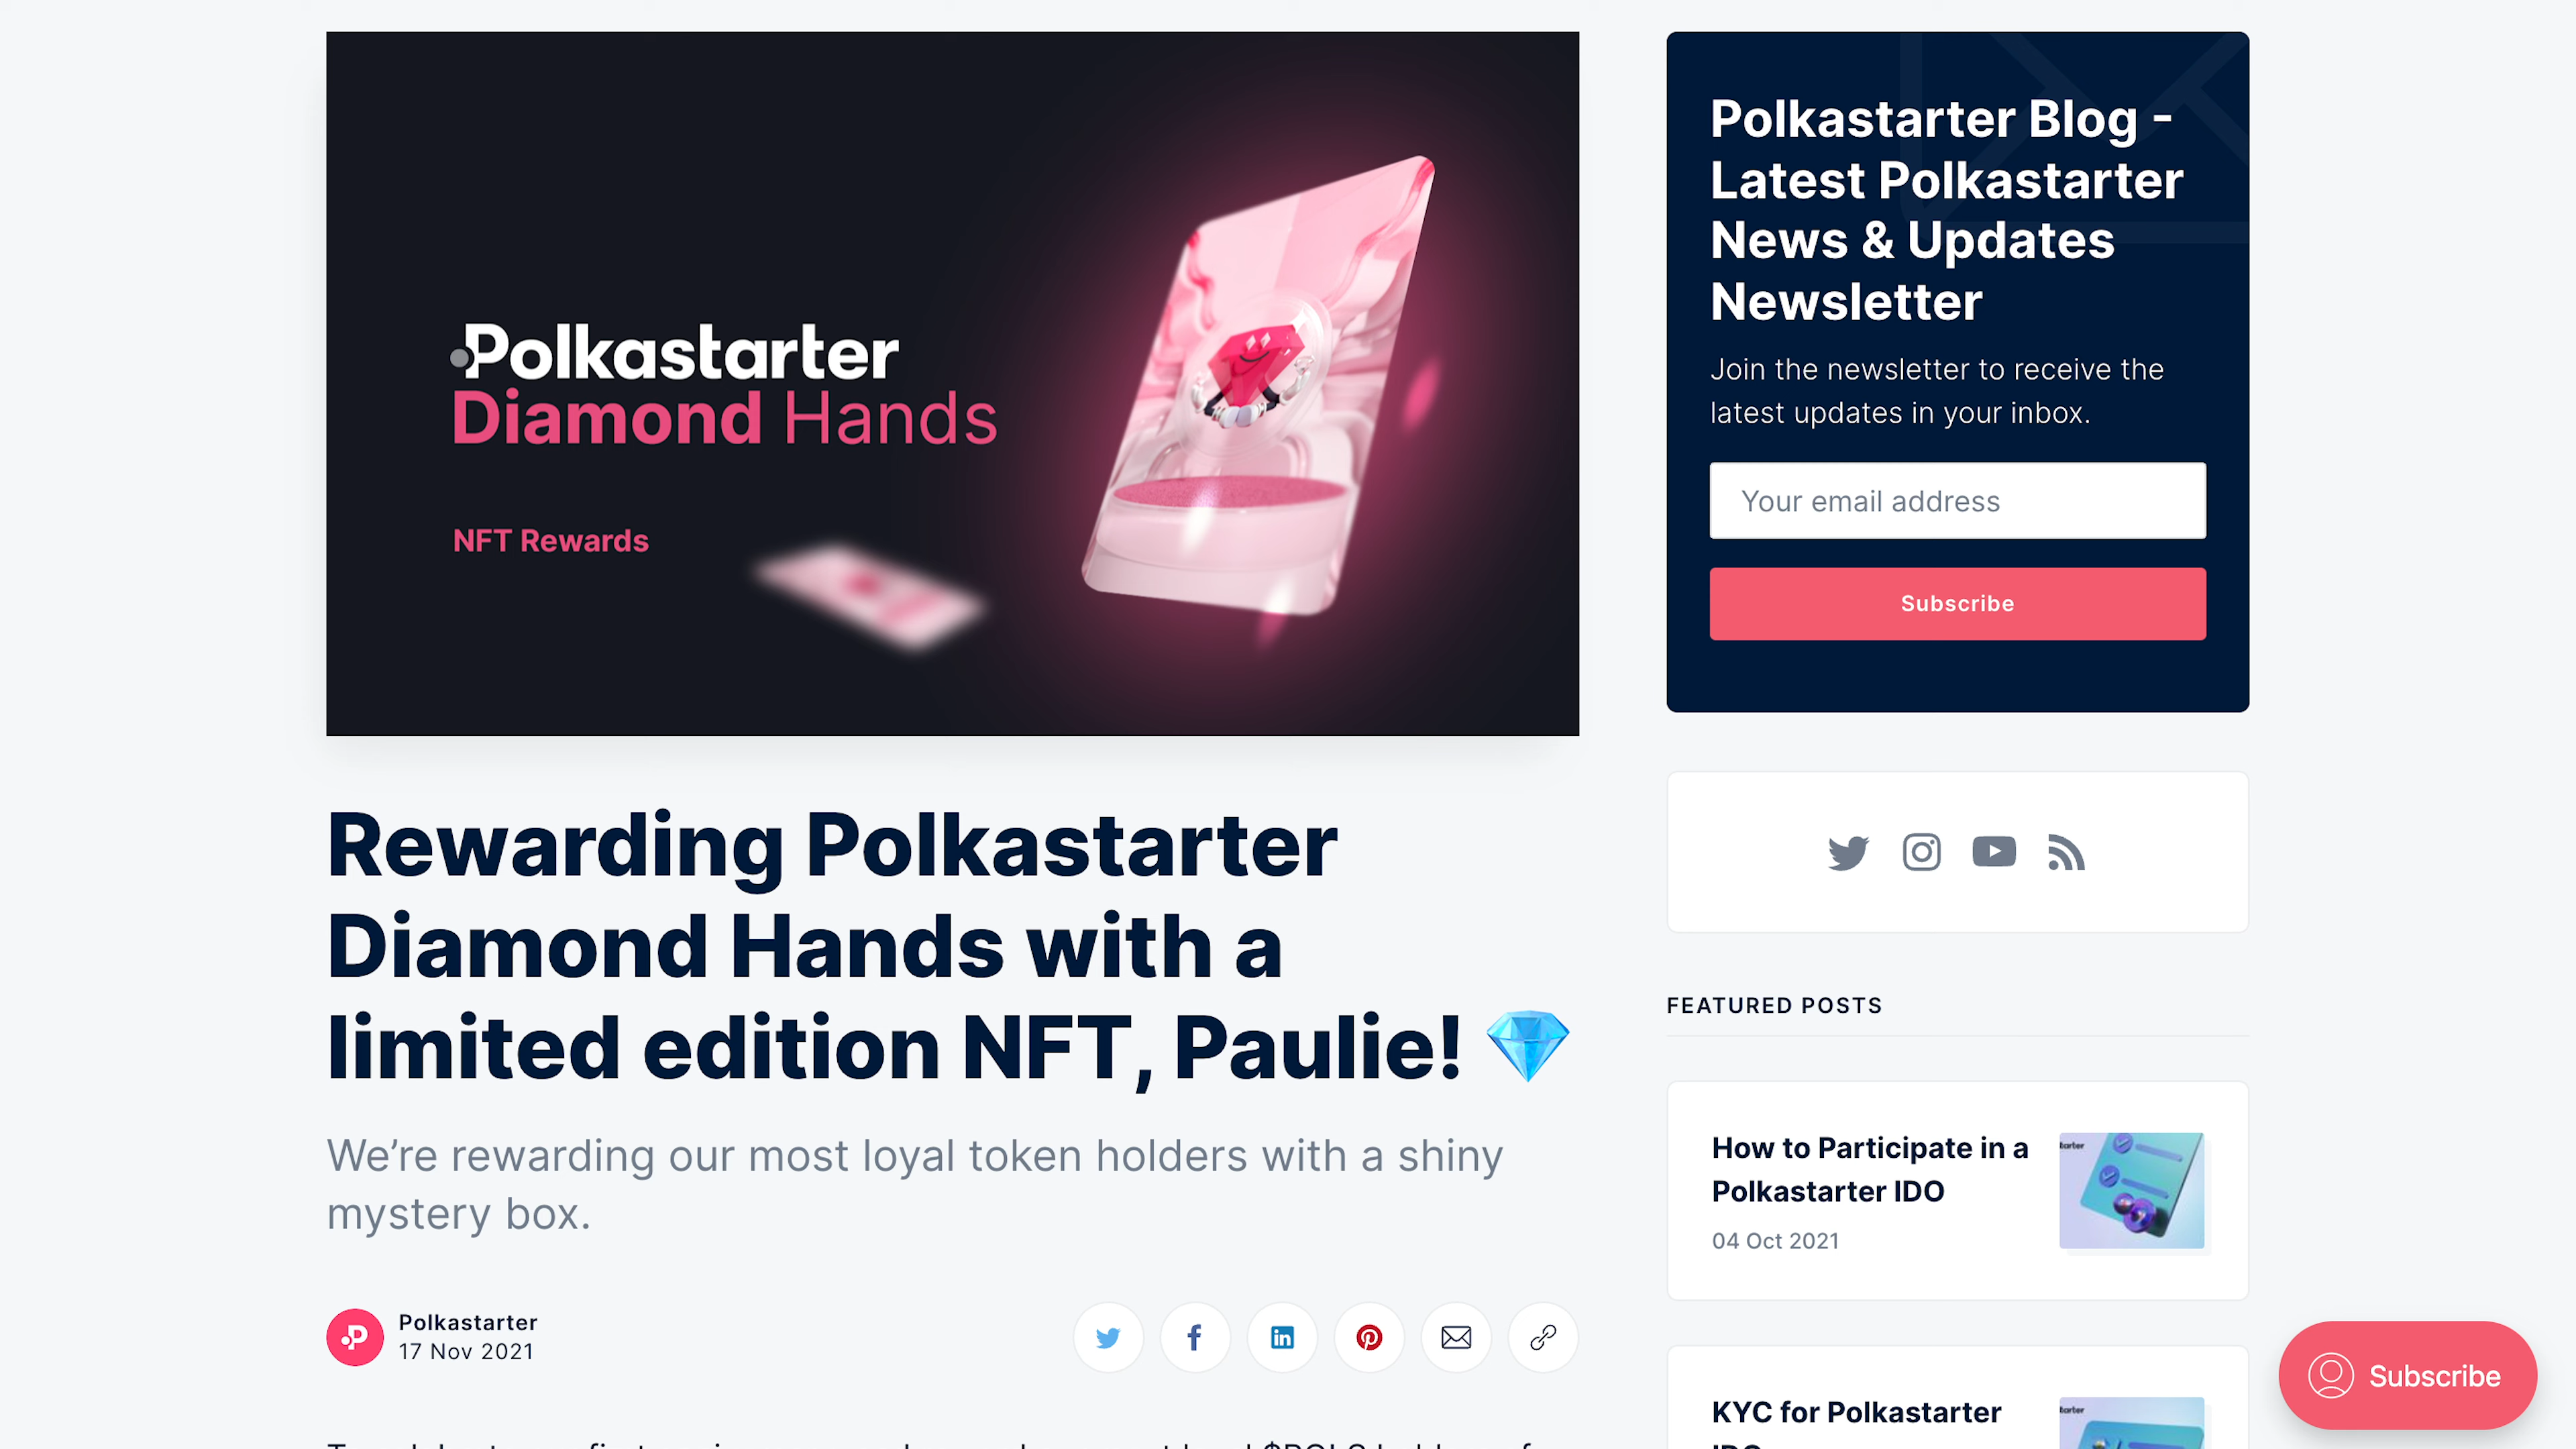 Polkastarter
Diamond Hands
NFT Rewards
Rewarding Polkastarter
Diamond Hands with a
limited edition NFT, Paulie! 💎
We’re rewarding our most loyal token holders with a shiny
mystery box.
Polkastarter
17 Nov 2021
Polkastarter Blog -
Latest Polkastarter
News & Updates
Newsletter
Join the newsletter to receive the
latest updates in your inbox.
Your email address
Subscribe
FEATURED POSTS
How to Participate in a
Polkastarter IDO
04 Oct 2021
KYC for Polkastarter
Subscribe